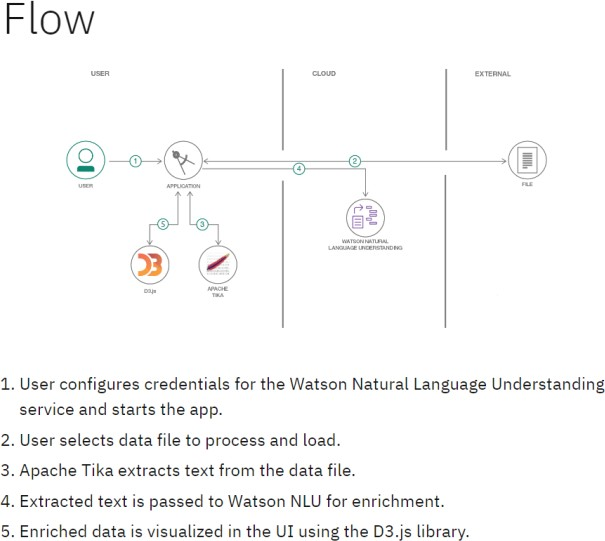 Flow
USER
CLOUD
EXTERNAL
1
2
4
USER
APPLICATION
FILE
5
3
WATSON NATURAL
LANGUAGE UNDERSTANDING
D3.js
APACHE
TIKA
1. User configures credentials for the Watson Natural Language Understanding
service and starts the app.
2. User selects data file to process and load.
3. Apache Tika extracts text from the data file.
4. Extracted text is passed to Watson NLU for enrichment.
5. Enriched data is visualized in the UI using the D3.js library.